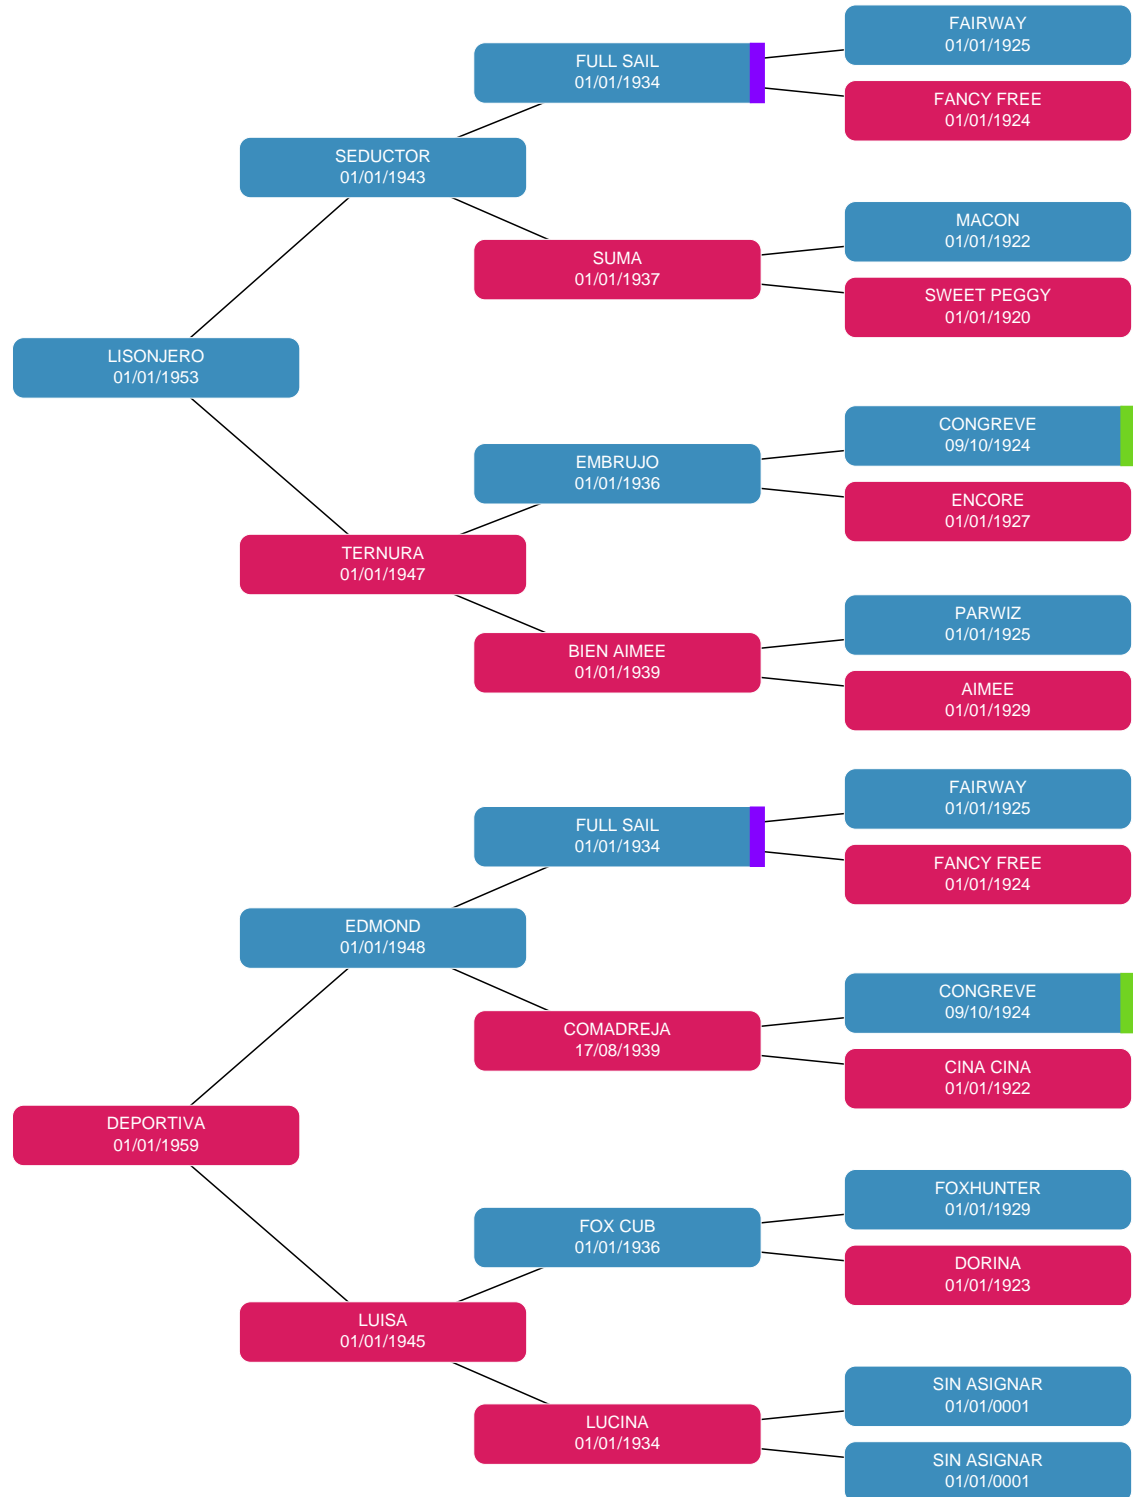 FAIRWAY
01/01/1925
FULL SAIL
01/01/1934
FANCY FREE
01/01/1924
SEDUCTOR
01/01/1943
MACON
01/01/1922
SUMA
01/01/1937
SWEET PEGGY
01/01/1920
LISONJERO
01/01/1953
CONGREVE
09/10/1924
EMBRUJO
01/01/1936
ENCORE
01/01/1927
TERNURA
01/01/1947
PARWIZ
01/01/1925
BIEN AIMEE
01/01/1939
AIMEE
01/01/1929
FAIRWAY
01/01/1925
FULL SAIL
01/01/1934
FANCY FREE
01/01/1924
EDMOND
01/01/1948
CONGREVE
09/10/1924
COMADREJA
17/08/1939
CINA CINA
01/01/1922
DEPORTIVA
01/01/1959
FOXHUNTER
01/01/1929
FOX CUB
01/01/1936
DORINA
01/01/1923
LUISA
01/01/1945
SIN ASIGNAR
01/01/0001
LUCINA
01/01/1934
SIN ASIGNAR
01/01/0001